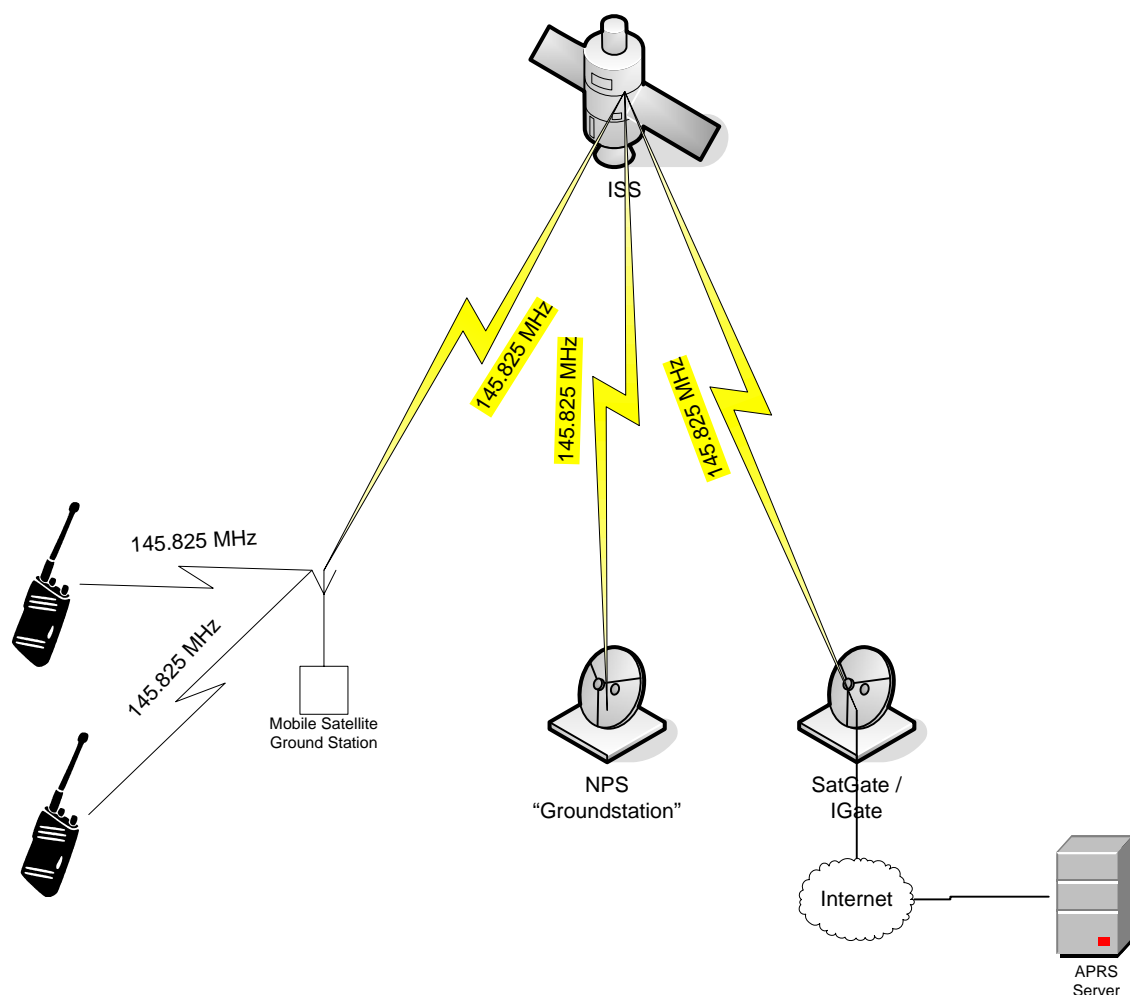 ISS
145.825 MHz
145.825 MHz
145.825 MHz
145.825 MHz
145.825 MHz
Mobile Satellite
Ground Station
NPS
“Groundstation”
SatGate /
IGate
Internet
APRS
Server